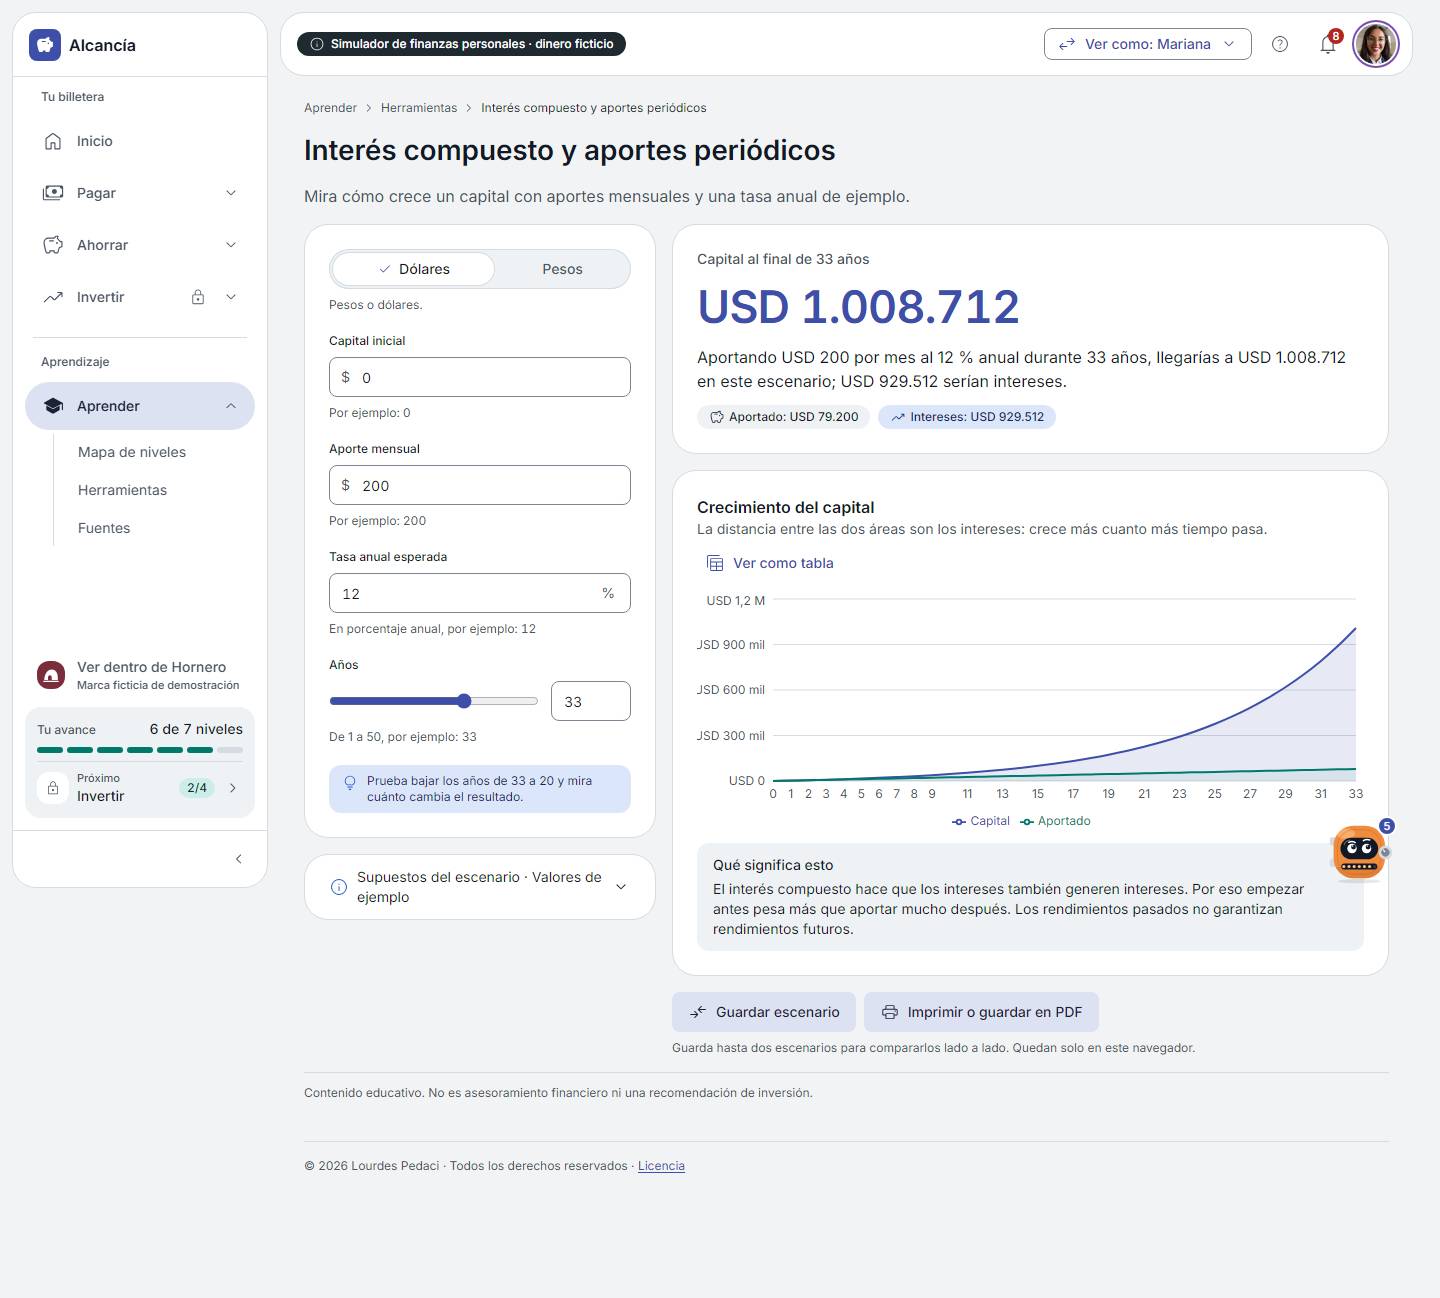 Alcancía
Tu billetera
Inicio
Pagar
Ahorrar
Invertir
Aprendizaje
Aprender
Mapa de niveles
Herramientas
Fuentes
Ver dentro de Hornero
Marca ficticia de demostración
Tu avance
6 de 7 niveles
Próximo
Invertir
2/4
Simulador de finanzas personales · dinero ficticio
Ver como: Mariana
8
Aprender > Herramientas > Interés compuesto y aportes periódicos
Interés compuesto y aportes periódicos
Mira cómo crece un capital con aportes mensuales y una tasa anual de ejemplo.
Dólares
Pesos
Pesos o dólares.
Capital inicial
$ 0
Por ejemplo: 0
Aporte mensual
$ 200
Por ejemplo: 200
Tasa anual esperada
12 %
En porcentaje anual, por ejemplo: 12
Años
33
De 1 a 50, por ejemplo: 33
Prueba bajar los años de 33 a 20 y mira
cuánto cambia el resultado.
Supuestos del escenario · Valores de
ejemplo
Capital al final de 33 años
USD 1.008.712
Aportando USD 200 por mes al 12 % anual durante 33 años, llegarías a USD 1.008.712
en este escenario; USD 929.512 serían intereses.
Aportado: USD 79.200
Intereses: USD 929.512
Crecimiento del capital
La distancia entre las dos áreas son los intereses: crece más cuanto más tiempo pasa.
Ver como tabla
USD 1,2 M
USD 900 mil
USD 600 mil
USD 300 mil
USD 0
0 1 2 3 4 5 6 7 8 9 11 13 15 17 19 21 23 25 27 29 31 33
Capital Aportado
5
Qué significa esto
El interés compuesto hace que los intereses también generen intereses. Por eso empezar
antes pesa más que aportar mucho después. Los rendimientos pasados no garantizan
rendimientos futuros.
Guardar escenario
Imprimir o guardar en PDF
Guarda hasta dos escenarios para compararlos lado a lado. Quedan solo en este navegador.
Contenido educativo. No es asesoramiento financiero ni una recomendación de inversión.
© 2026 Lourdes Pedaci · Todos los derechos reservados · Licencia